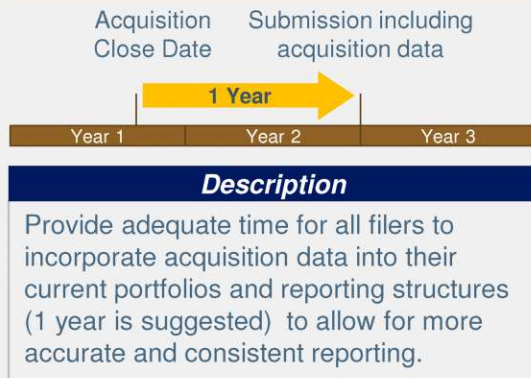 Acquisition Close Date
Submission including acquisition data
1 Year
Year 1
Year 2
Year 3
Description
Provide adequate time for all filers to
incorporate acquisition data into their
current portfolios and reporting structures
(1 year is suggested) to allow for more
accurate and consistent reporting.